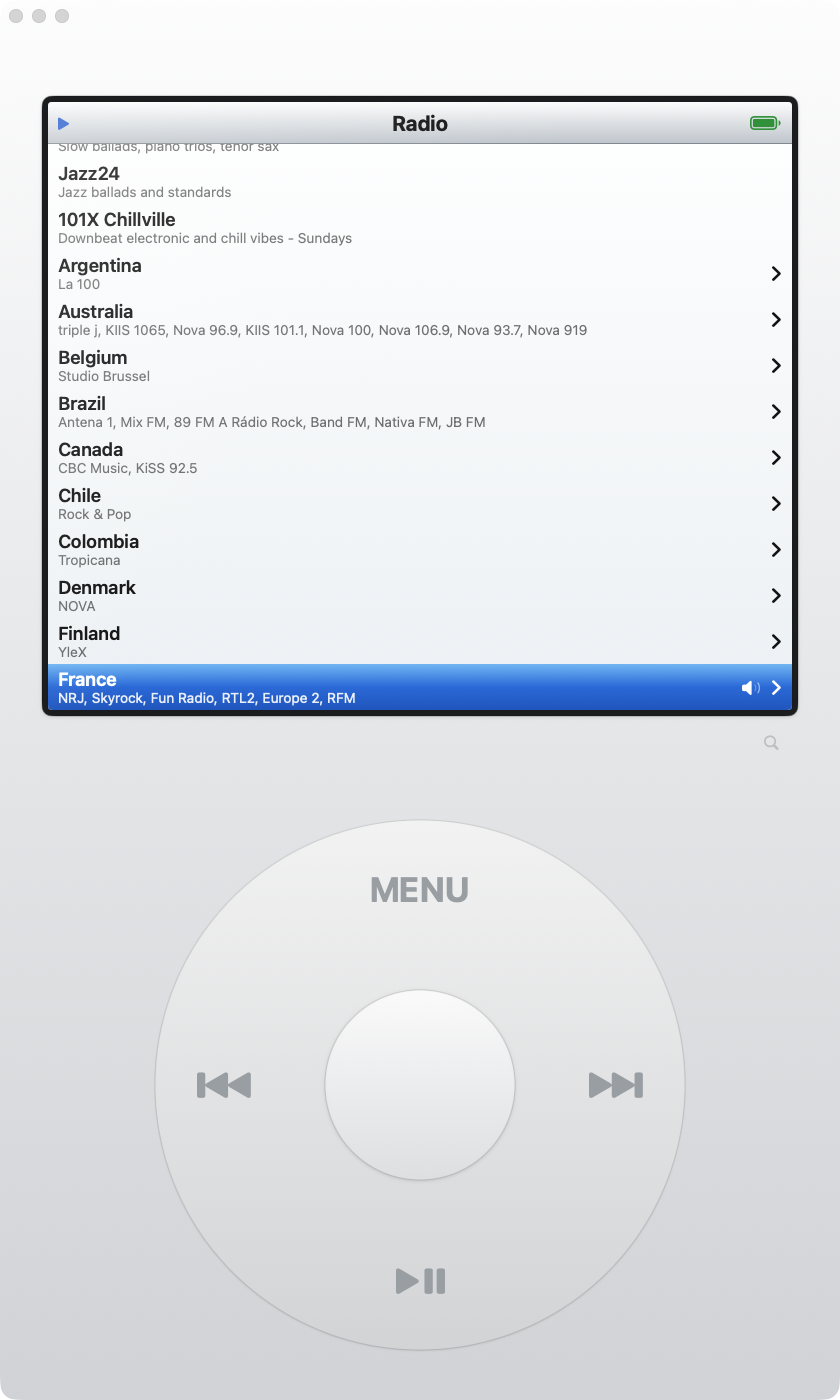 Radio
Slow ballads, piano trios, tenor sax
Jazz24
Jazz ballads and standards
101X Chillville
Downbeat electronic and chill vibes - Sundays
Argentina
La 100
Australia
triple j, KIIS 1065, Nova 96.9, KIIS 101.1, Nova 100, Nova 106.9, Nova 93.7, Nova 919
Belgium
Studio Brussel
Brazil
Antena 1, Mix FM, 89 FM A Rádio Rock, Band FM, Nativa FM, JB FM
Canada
CBC Music, KiSS 92.5
Chile
Rock & Pop
Colombia
Tropicana
Denmark
NOVA
Finland
YleX
France
NRJ, Skyrock, Fun Radio, RTL2, Europe 2, RFM
MENU